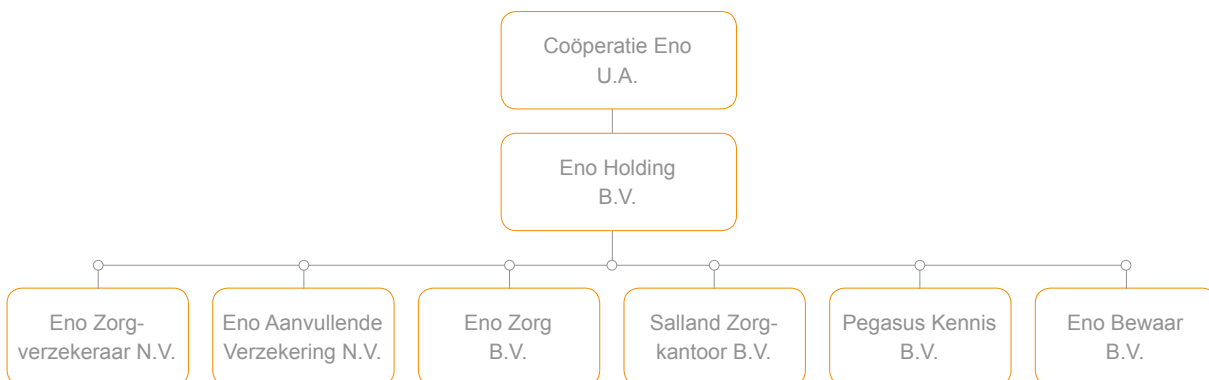 Coöperatie Eno
U.A.
Eno Holding
B.V.
Eno Zorg-
verzekeraar N.V.
Eno Aanvullende
Verzekering N.V.
Eno Zorg
B.V.
Salland Zorg-
kantoor B.V.
Pegasus Kennis
B.V.
Eno Bewaar
B.V.